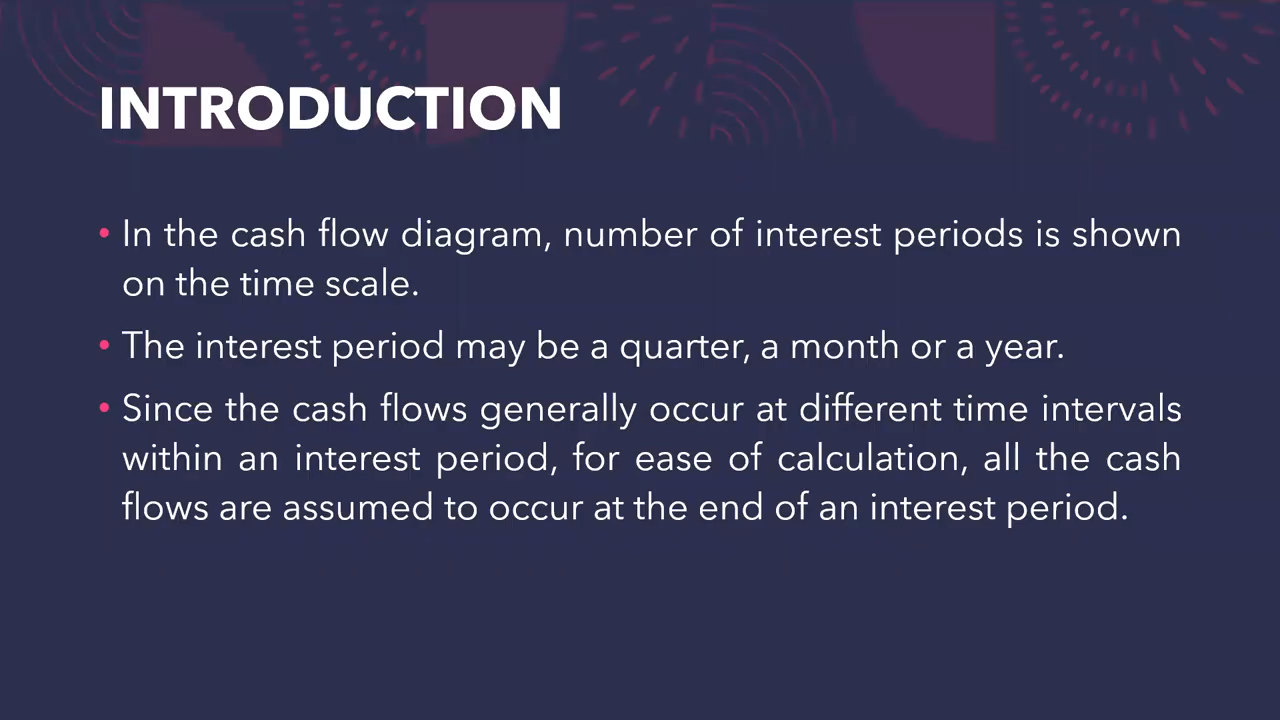 INTRODUCTION
• In the cash flow diagram, number of interest periods is shown
on the time scale.
• The interest period may be a quarter, a month or a year.
• Since the cash flows generally occur at different time intervals
within an interest period, for ease of calculation, all the cash
flows are assumed to occur at the end of an interest period.